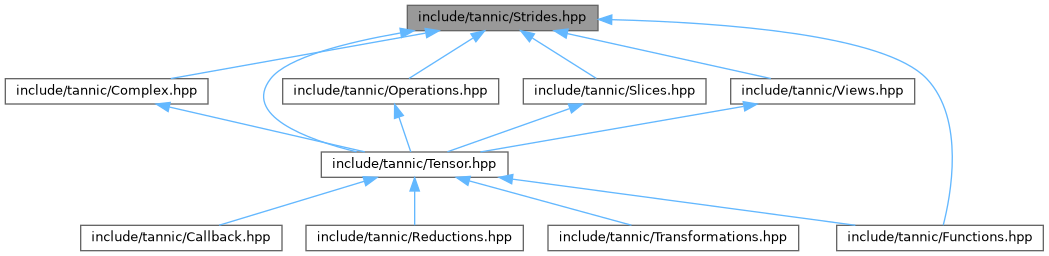 include/tannic/Strides.hpp
include/tannic/Complex.hpp
include/tannic/Operations.hpp
include/tannic/Slices.hpp
include/tannic/Views.hpp
include/tannic/Tensor.hpp
include/tannic/Callback.hpp
include/tannic/Reductions.hpp
include/tannic/Transformations.hpp
include/tannic/Functions.hpp